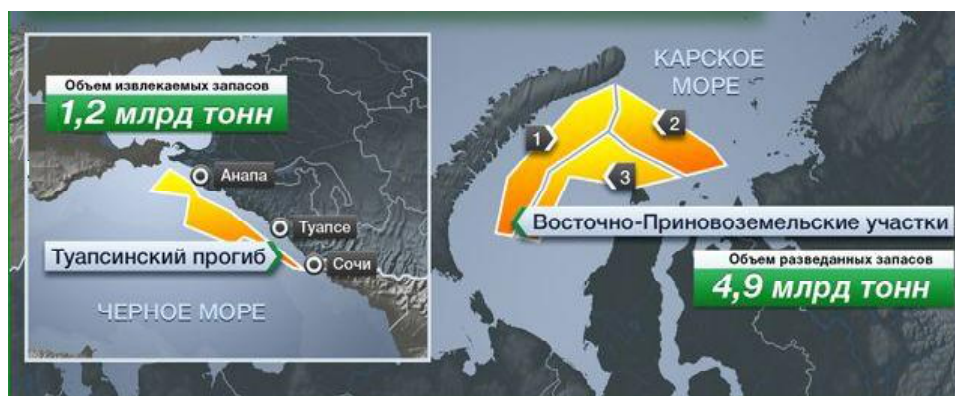 Объем извлекаемых запасов
1,2 млрд тонн
Анапа
Туапсе
Туапсинский прогиб
Сочи
ЧЕРНОЕ МОРЕ
КАРСКОЕ
МОРЕ
1
2
3
Восточно-Приновоземельские участки
Объем разведанных запасов
4,9 млрд тонн